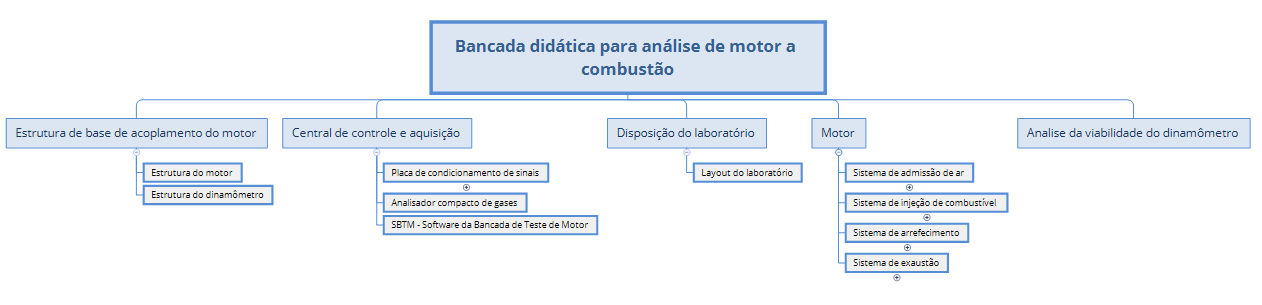 Bancada didática para análise de motor a
combustão
Estrutura de base de acoplamento do motor
Estrutura do motor
Estrutura do dinamômetro
Central de controle e aquisição
Placa de condicionamento de sinais
Analisador compacto de gases
SBTM - Software da Bancada de Teste de Motor
Disposição do laboratório
Layout do laboratório
Motor
Sistema de admissão de ar
Sistema de injeção de combustível
Sistema de arrefecimento
Sistema de exaustão
Analise da viabilidade do dinamômetro